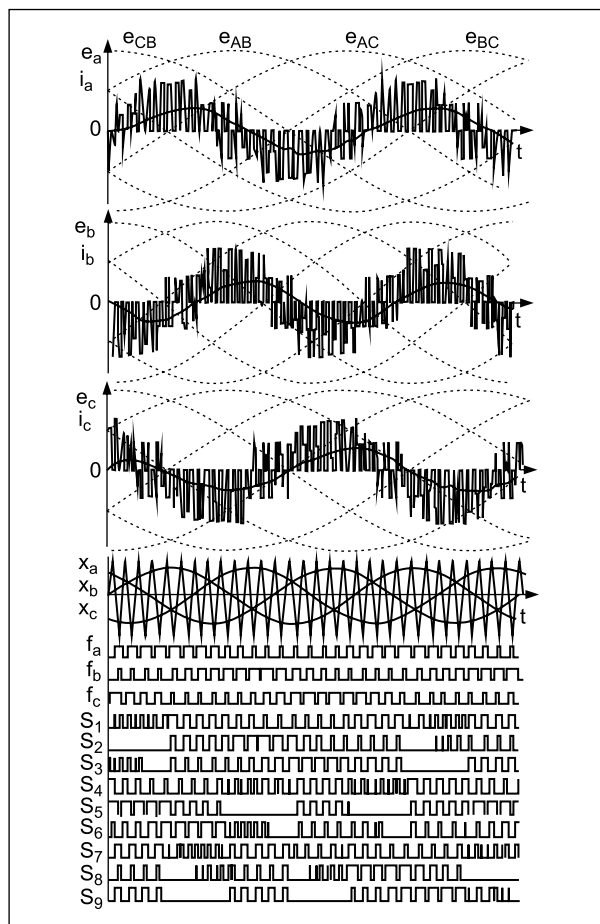 e_CB e_AB e_AC e_BC
e_a
i_a
0
t
e_b
i_b
0
t
e_c
i_c
0
t
x_a
x_b
x_c
t
f_a
f_b
f_c
S_1
S_2
S_3
S_4
S_5
S_6
S_7
S_8
S_9